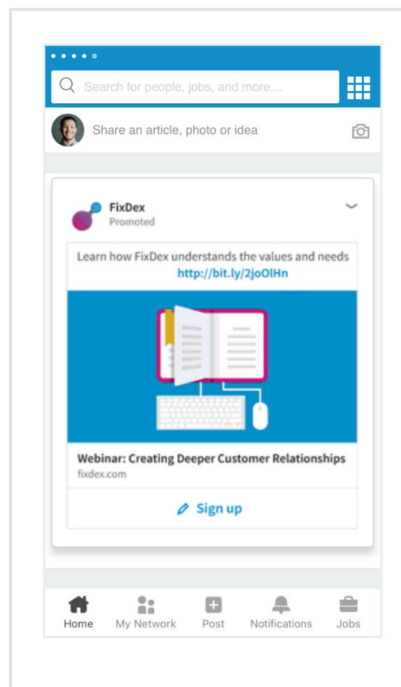 Search for people, jobs, and more...
Share an article, photo or idea
FixDex
Promoted
Learn how FixDex understands the values and needs
http://bit.ly/2joOlHn
Webinar: Creating Deeper Customer Relationships
fixdex.com
Sign up
Home My Network Post Notifications Jobs